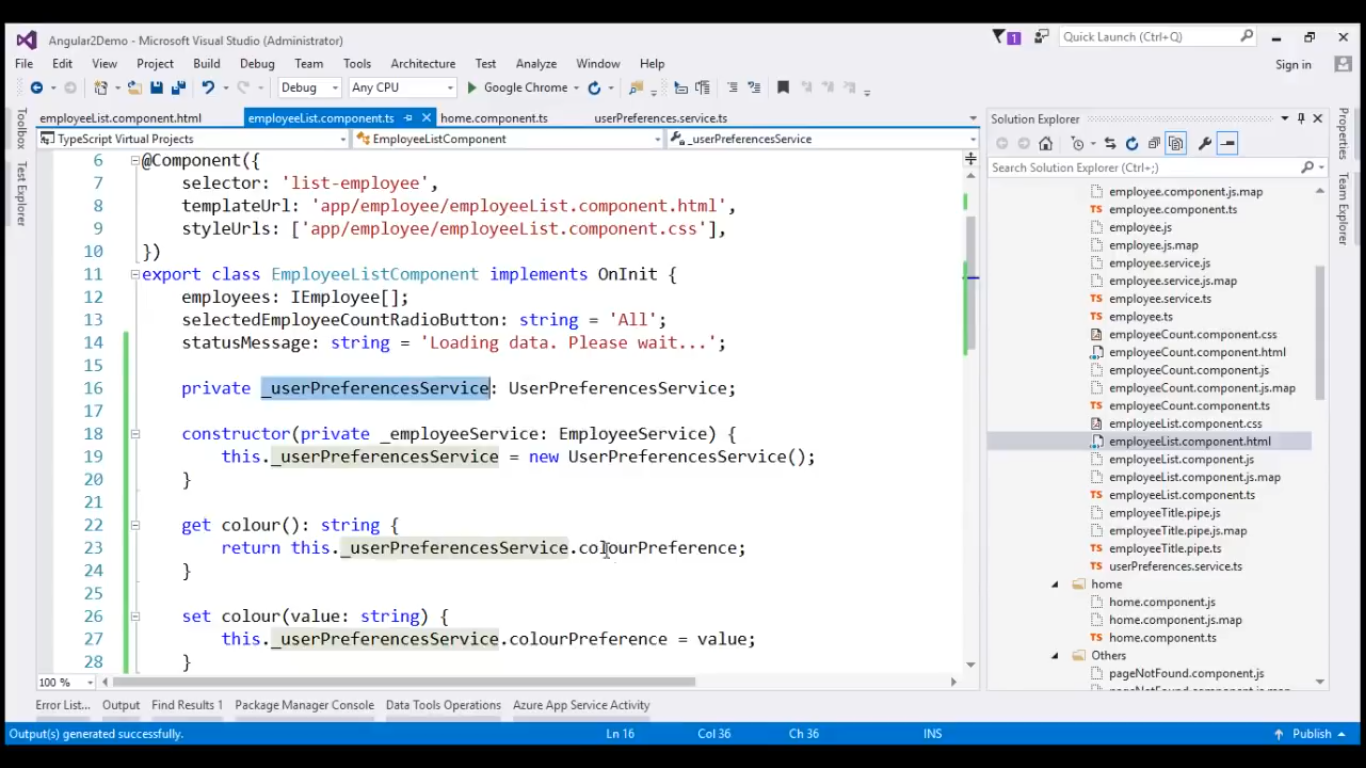 Angular2Demo - Microsoft Visual Studio (Administrator)
1
Quick Launch (Ctrl+Q)
File Edit View Project Build Debug Team Tools Architecture Test Analyze Window Help
Sign in
Debug Any CPU Google Chrome
Toolbox
Test Explorer
employeeList.component.html employeeList.component.ts home.component.ts userPreferences.service.ts
TypeScript Virtual Projects EmployeeListComponent _userPreferencesService
6 @Component({
7 selector: 'list-employee',
8 templateUrl: 'app/employee/employeeList.component.html',
9 styleUrls: ['app/employee/employeeList.component.css'],
10 })
11 export class EmployeeListComponent implements OnInit {
12 employees: IEmployee[];
13 selectedEmployeeCountRadioButton: string = 'All';
14 statusMessage: string = 'Loading data. Please wait...';
15
16 private _userPreferencesService: UserPreferencesService;
17
18 constructor(private _employeeService: EmployeeService) {
19 this._userPreferencesService = new UserPreferencesService();
20 }
21
22 get colour(): string {
23 return this._userPreferencesService.colourPreference;
24 }
25
26 set colour(value: string) {
27 this._userPreferencesService.colourPreference = value;
28 }
100 %
Solution Explorer
Search Solution Explorer (Ctrl+;)
employee.component.js.map
TS employee.component.ts
employee.js
employee.js.map
employee.service.js
employee.service.js.map
TS employee.service.ts
TS employee.ts
employeeCount.component.css
employeeCount.component.html
employeeCount.component.js
employeeCount.component.js.map
TS employeeCount.component.ts
employeeList.component.css
employeeList.component.html
employeeList.component.js
employeeList.component.js.map
TS employeeList.component.ts
employeeTitle.pipe.js
employeeTitle.pipe.js.map
TS employeeTitle.pipe.ts
TS userPreferences.service.ts
home
home.component.js
home.component.js.map
TS home.component.ts
Others
pageNotFound.component.js
pageNotFound.component.js.map
Properties
Team Explorer
Error List... Output Find Results 1 Package Manager Console Data Tools Operations Azure App Service Activity
Output(s) generated successfully. Ln 16 Col 36 Ch 36 INS Publish